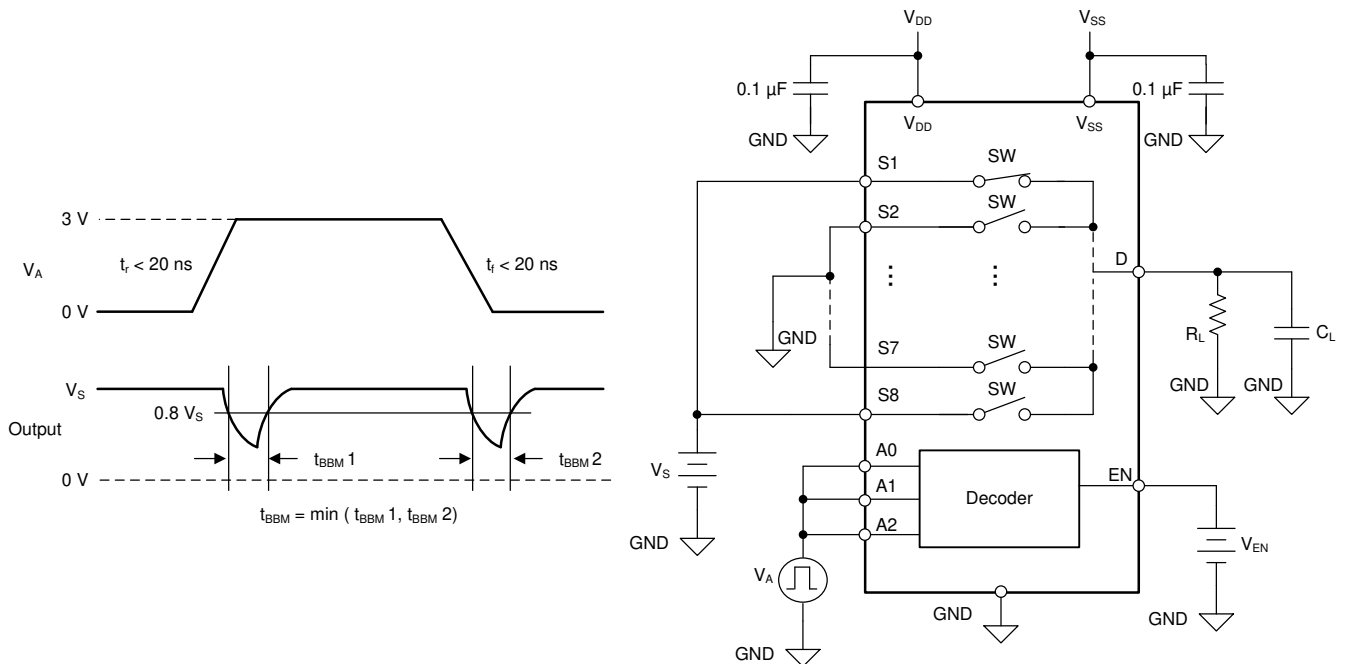 3 V
V_A
t_r < 20 ns
t_f < 20 ns
0 V
V_S
0.8 V_S
Output
t_BBM 1
t_BBM 2
0 V
t_BBM = min ( t_BBM 1, t_BBM 2)
V_DD
V_SS
0.1 µF
0.1 µF
V_DD
V_SS
GND
GND
S1
SW
S2
SW
D
GND
R_L
C_L
S7
SW
GND
GND
S8
SW
A0
V_S
A1
Decoder
EN
A2
GND
V_EN
V_A
GND
GND
GND